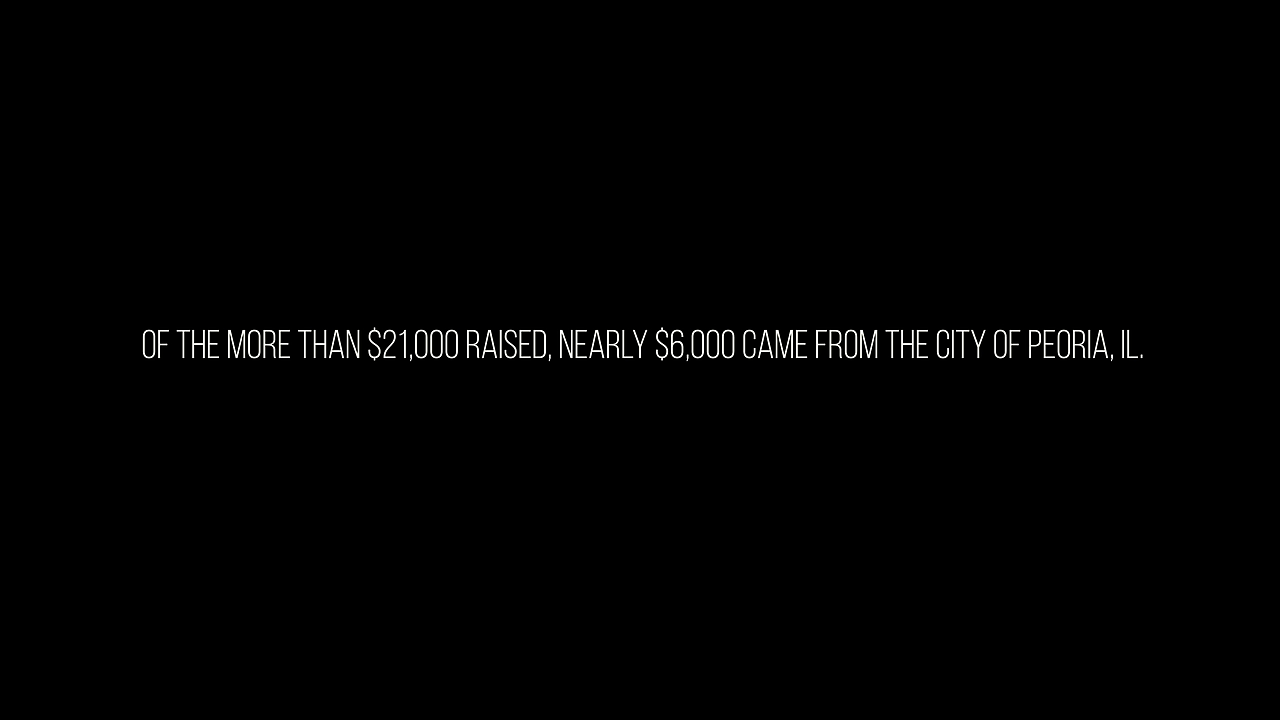 OF THE MORE THAN $21,000 RAISED, NEARLY $6,000 CAME FROM THE CITY OF PEORIA, IL.